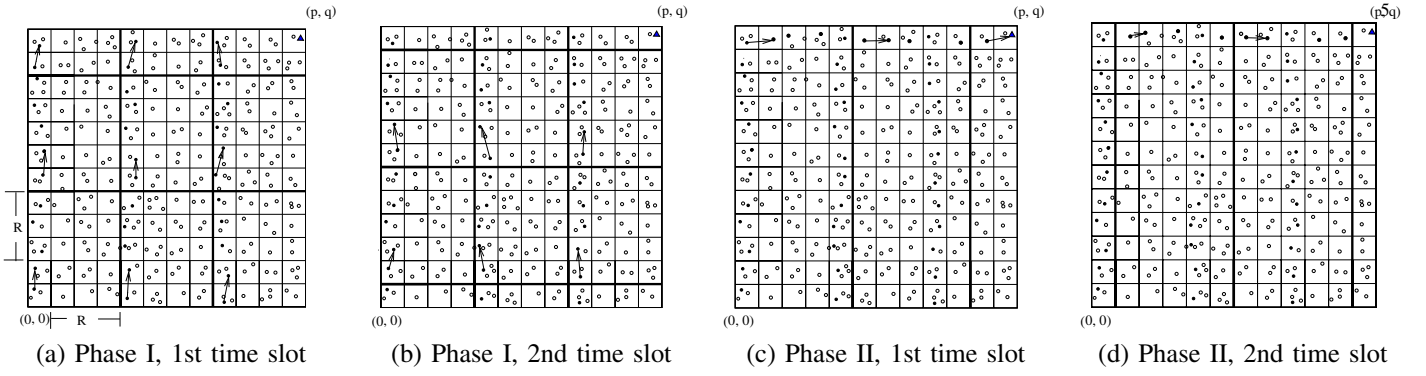 (p, q)
(p, q)
(p, q)
(p, q)
5
R
(0, 0)
R
(0, 0)
(0, 0)
(0, 0)
(a) Phase I, 1st time slot
(b) Phase I, 2nd time slot
(c) Phase II, 1st time slot
(d) Phase II, 2nd time slot